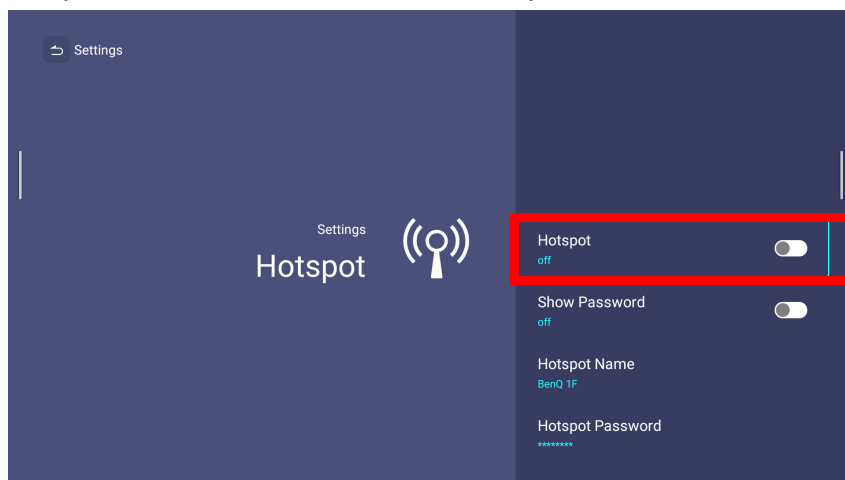 Settings
Settings
Hotspot
Hotspot
off
Show Password
off
Hotspot Name
BenQ 1F
Hotspot Password
********